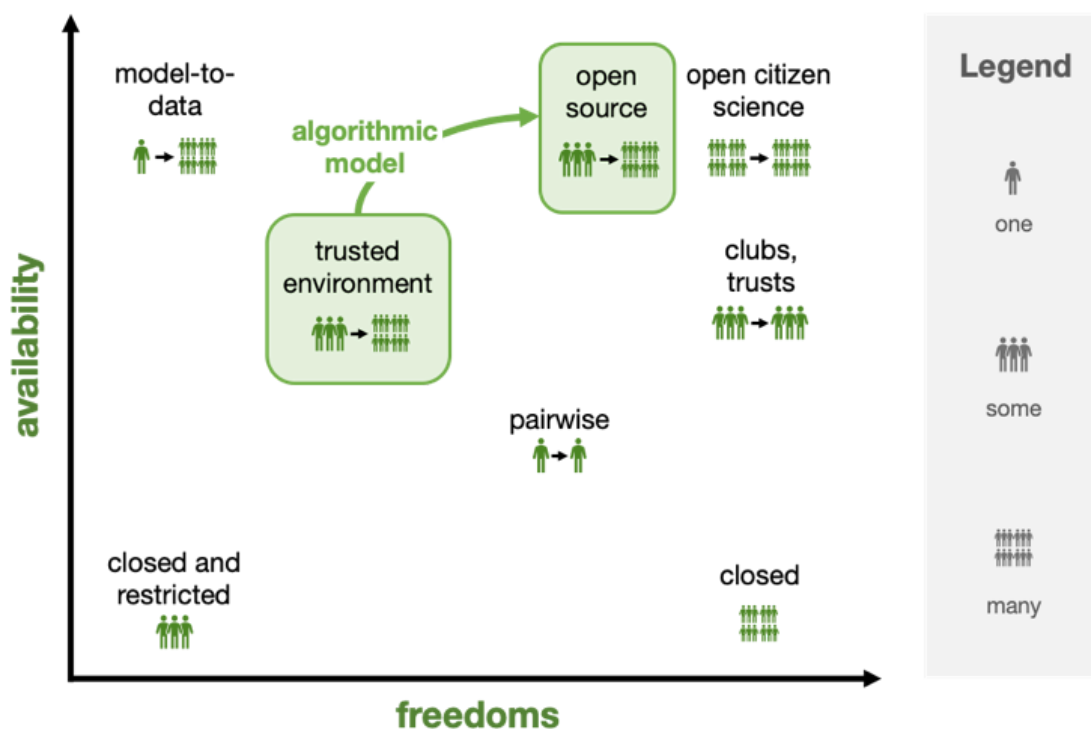 model-to-
data
algorithmic
model
open
source
open citizen
science
trusted
environment
clubs,
trusts
pairwise
closed and
restricted
closed
availability
freedoms
Legend
one
some
many